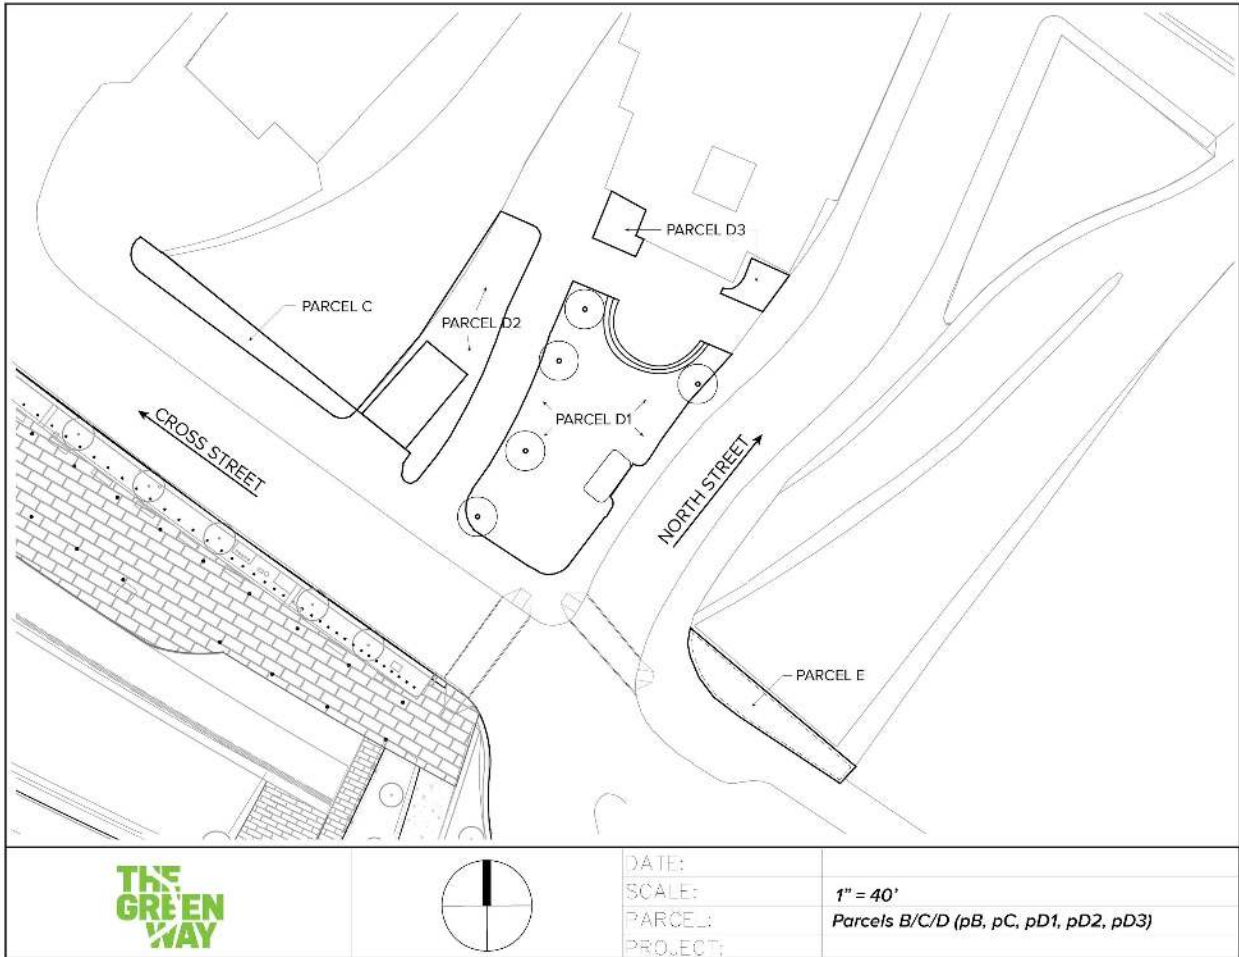 PARCEL D3
PARCEL C
PARCEL D2
PARCEL D1
CROSS STREET
NORTH STREET
PARCEL E
THE
GREEN
WAY
DATE:
SCALE: 1" = 40'
PARCEL: Parcels B/C/D (pB, pC, pD1, pD2, pD3)
PROJECT: